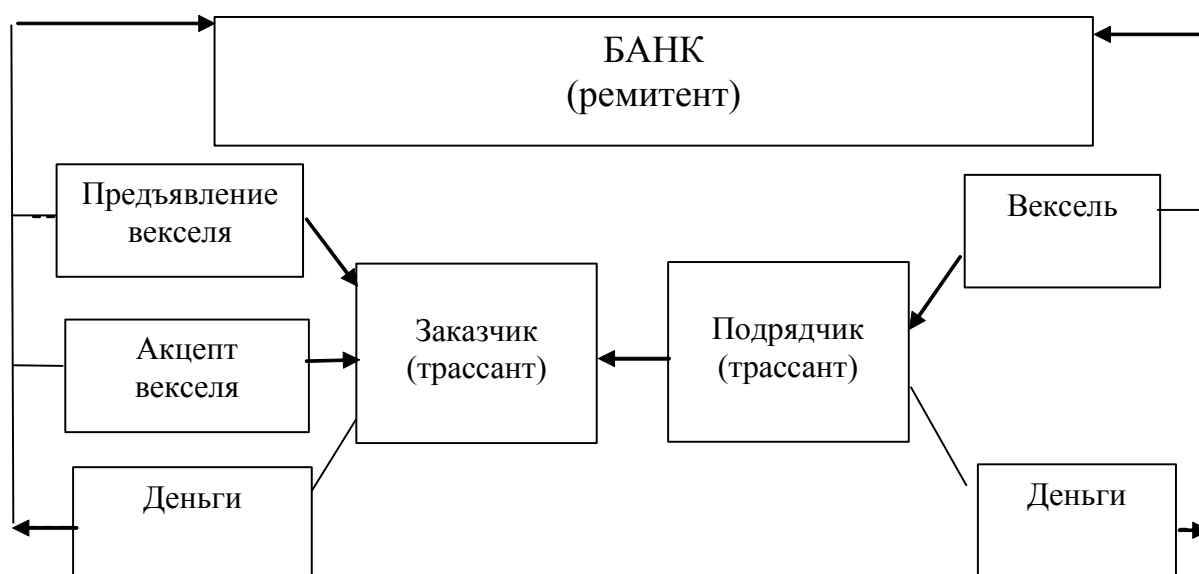 БАНК
(ремитент)
Предъявление
векселя
Вексель
Заказчик
(трассант)
Подрядчик
(трассант)
Акцепт
векселя
Деньги
Деньги